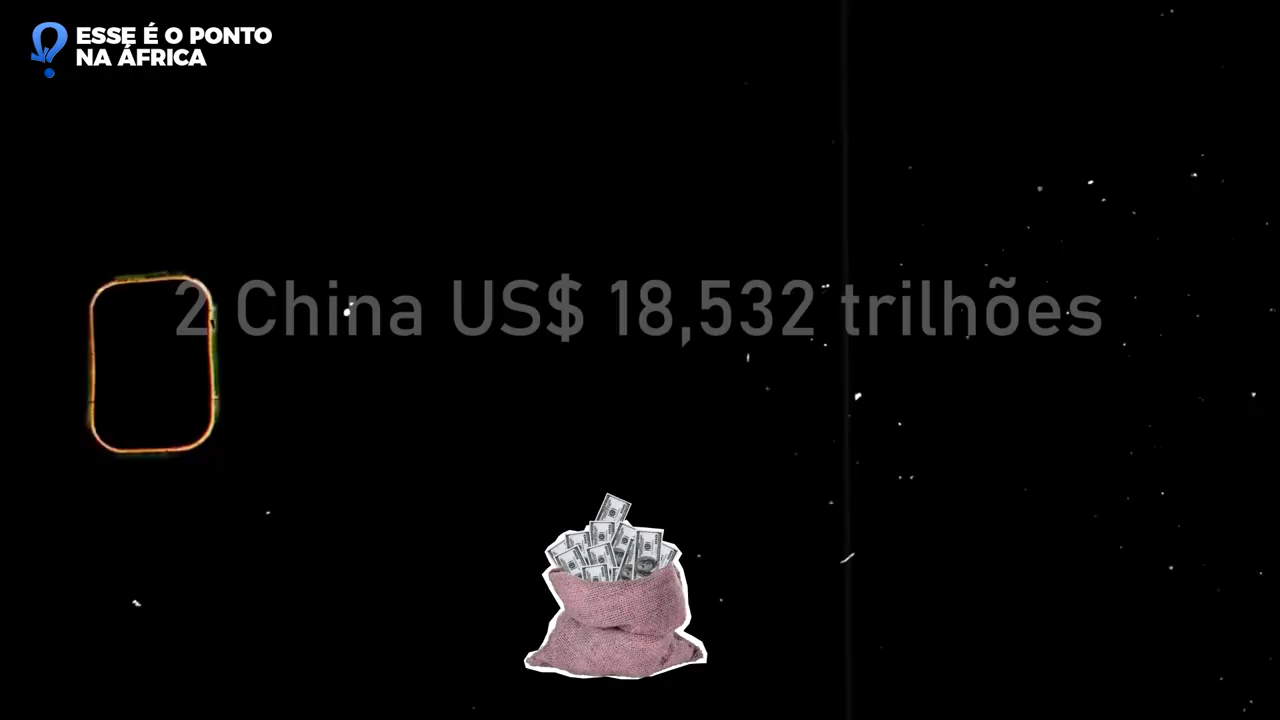 ESSE É O PONTO
NA ÁFRICA
2 China US$ 18,532 trilhões